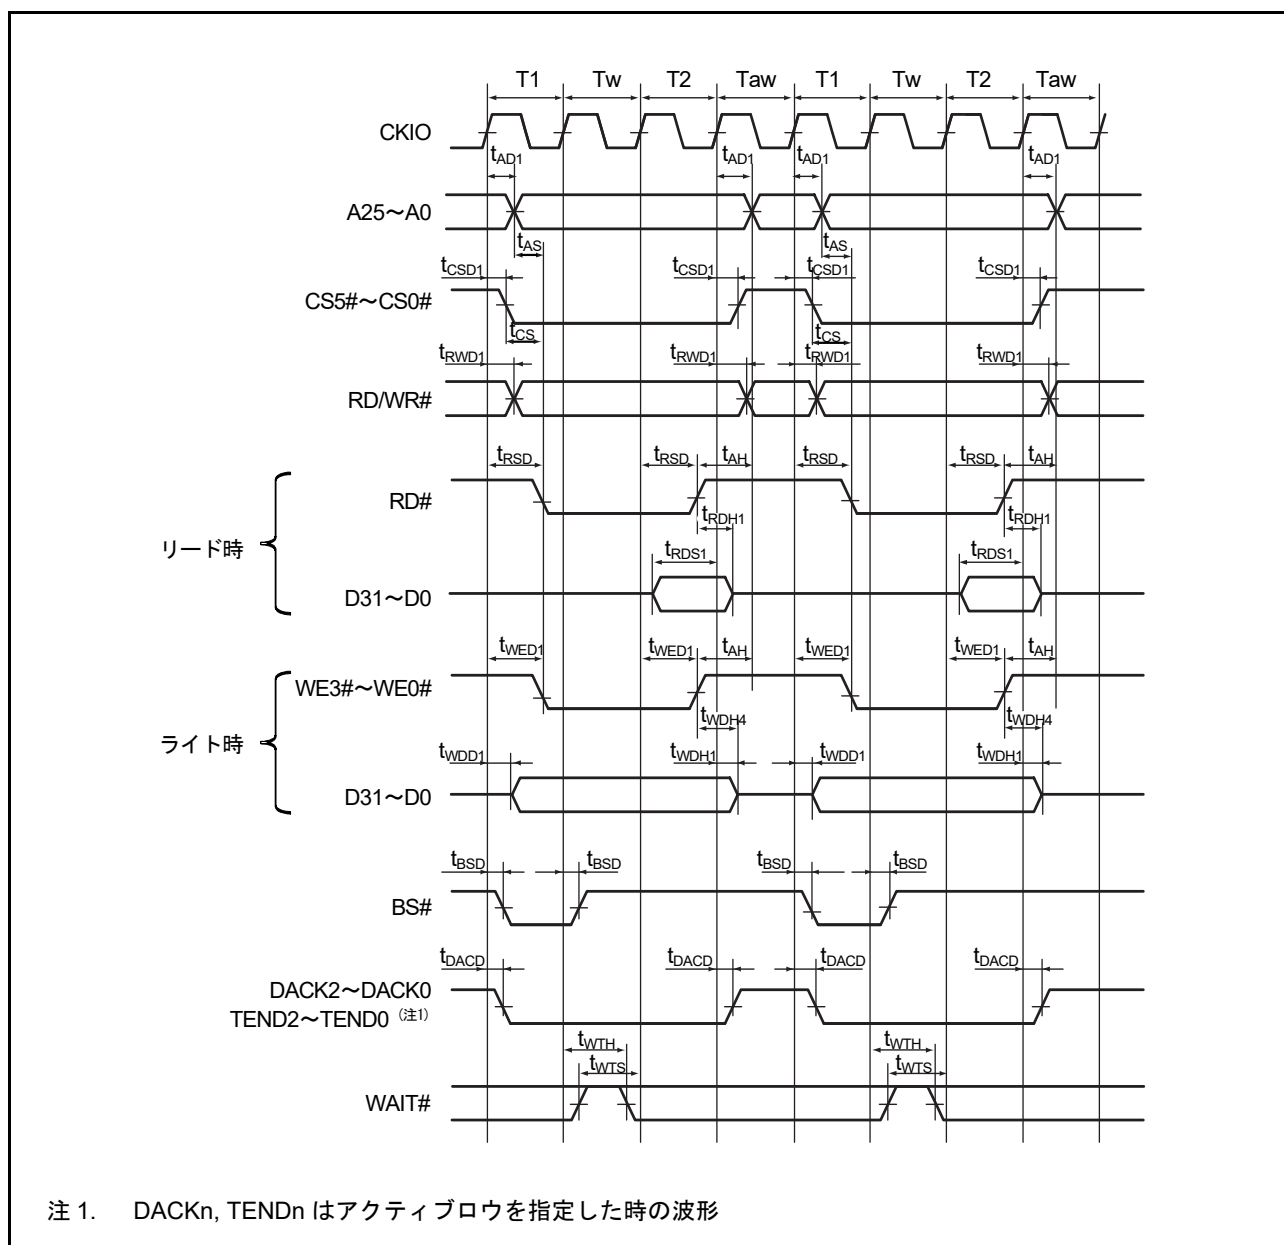 T1 Tw T2 Taw T1 Tw T2 Taw
CKIO
tAD1 tAD1 tAD1 tAD1
A25～A0
tAS tAS
tCSD1 tCSD1 tCSD1 tCSD1
CS5#～CS0#
tCS tCS
tRWD1 tRWD1 tRWD1 tRWD1
RD/WR#
tRSD tRSD tAH tRSD tRSD tAH
RD#
tRDH1 tRDH1
リード時
tRDS1 tRDS1
D31～D0
tWED1 tWED1 tAH tWED1 tWED1 tAH
WE3#～WE0#
tWDH4 tWDH4
ライト時
tWDD1 tWDH1 tWDD1 tWDH1
D31～D0
tBSD tBSD tBSD tBSD
BS#
tDACD tDACD tDACD tDACD
DACK2～DACK0
TEND2～TEND0 (注1)
tWTH tWTH
tWTS tWTS
WAIT#
注 1. DACKn, TENDn はアクティブロウを指定した時の波形